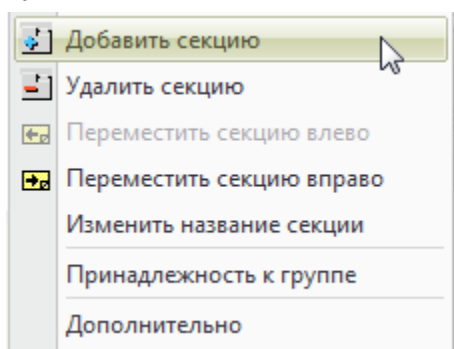 Добавить секцию
Удалить секцию
Переместить секцию влево
Переместить секцию вправо
Изменить название секции
Принадлежность к группе
Дополнительно